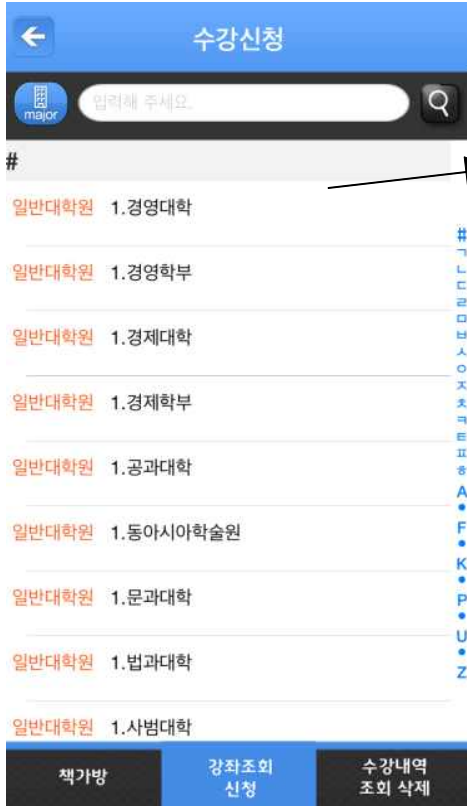 수강신청
major
입력해 주세요.
#
일반대학원 1.경영대학
일반대학원 1.경영학부
일반대학원 1.경제대학
일반대학원 1.경제학부
일반대학원 1.공과대학
일반대학원 1.동아시아학술원
일반대학원 1.문과대학
일반대학원 1.법과대학
일반대학원 1.사범대학
#
ㄱ
ㄴ
ㄷ
ㄹ
ㅁ
ㅂ
ㅅ
ㅇ
ㅈ
ㅊ
ㅋ
ㅌ
ㅍ
ㅎ
A
●
F
●
K
●
P
●
U
●
Z
책가방
강좌조회
신청
수강내역
조회 삭제